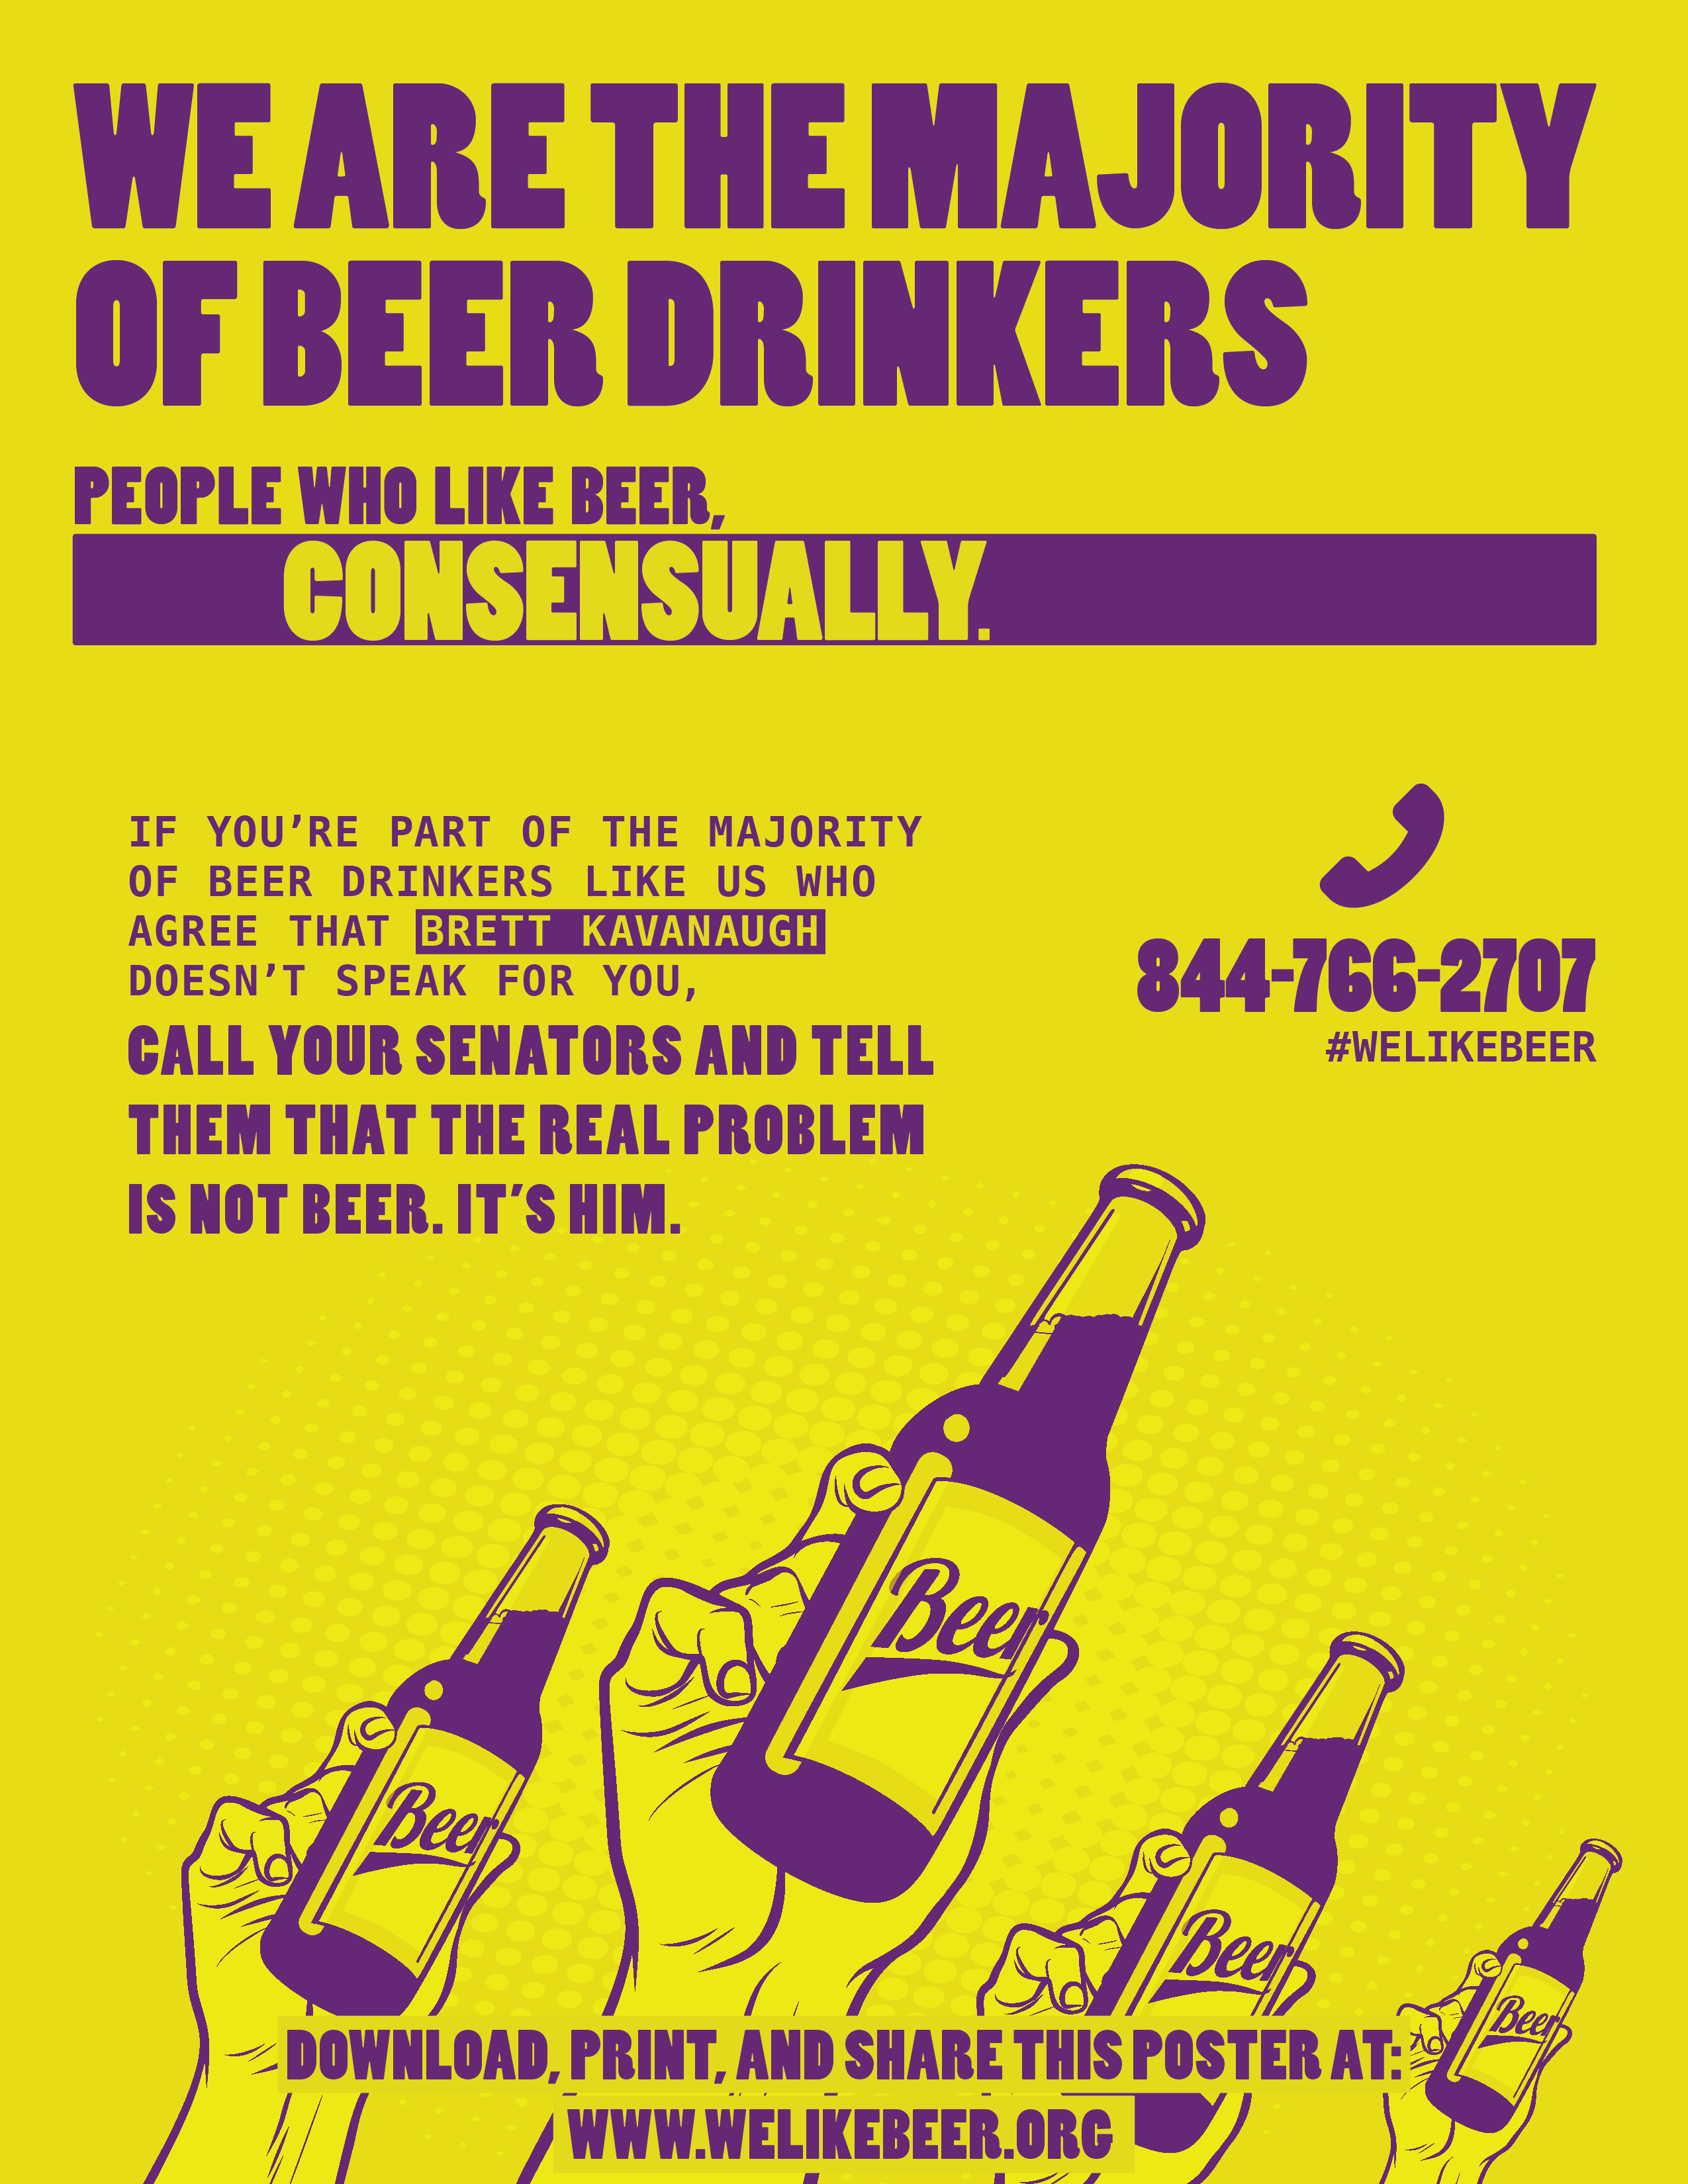 WE ARE THE MAJORITY
OF BEER DRINKERS
PEOPLE WHO LIKE BEER,
CONSENSUALLY.
IF YOU’RE PART OF THE MAJORITY
OF BEER DRINKERS LIKE US WHO
AGREE THAT BRETT KAVANAUGH
DOESN’T SPEAK FOR YOU,
CALL YOUR SENATORS AND TELL
THEM THAT THE REAL PROBLEM
IS NOT BEER. IT’S HIM.
844-766-2707
#WELIKEBEER
Beer
Beer
Beer
Beer
DOWNLOAD, PRINT, AND SHARE THIS POSTER AT:
WWW.WELIKEBEER.ORG